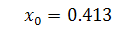 x₀ = 0.413